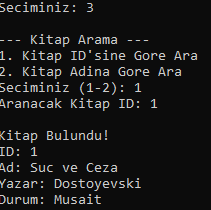 Seciminiz: 3
--- Kitap Arama ---
1. Kitap ID'sine Gore Ara
2. Kitap Adina Gore Ara
Seciminiz (1-2): 1
Aranacak Kitap ID: 1
Kitap Bulundu!
ID: 1
Ad: Suc ve Ceza
Yazar: Dostoyevski
Durum: Musait